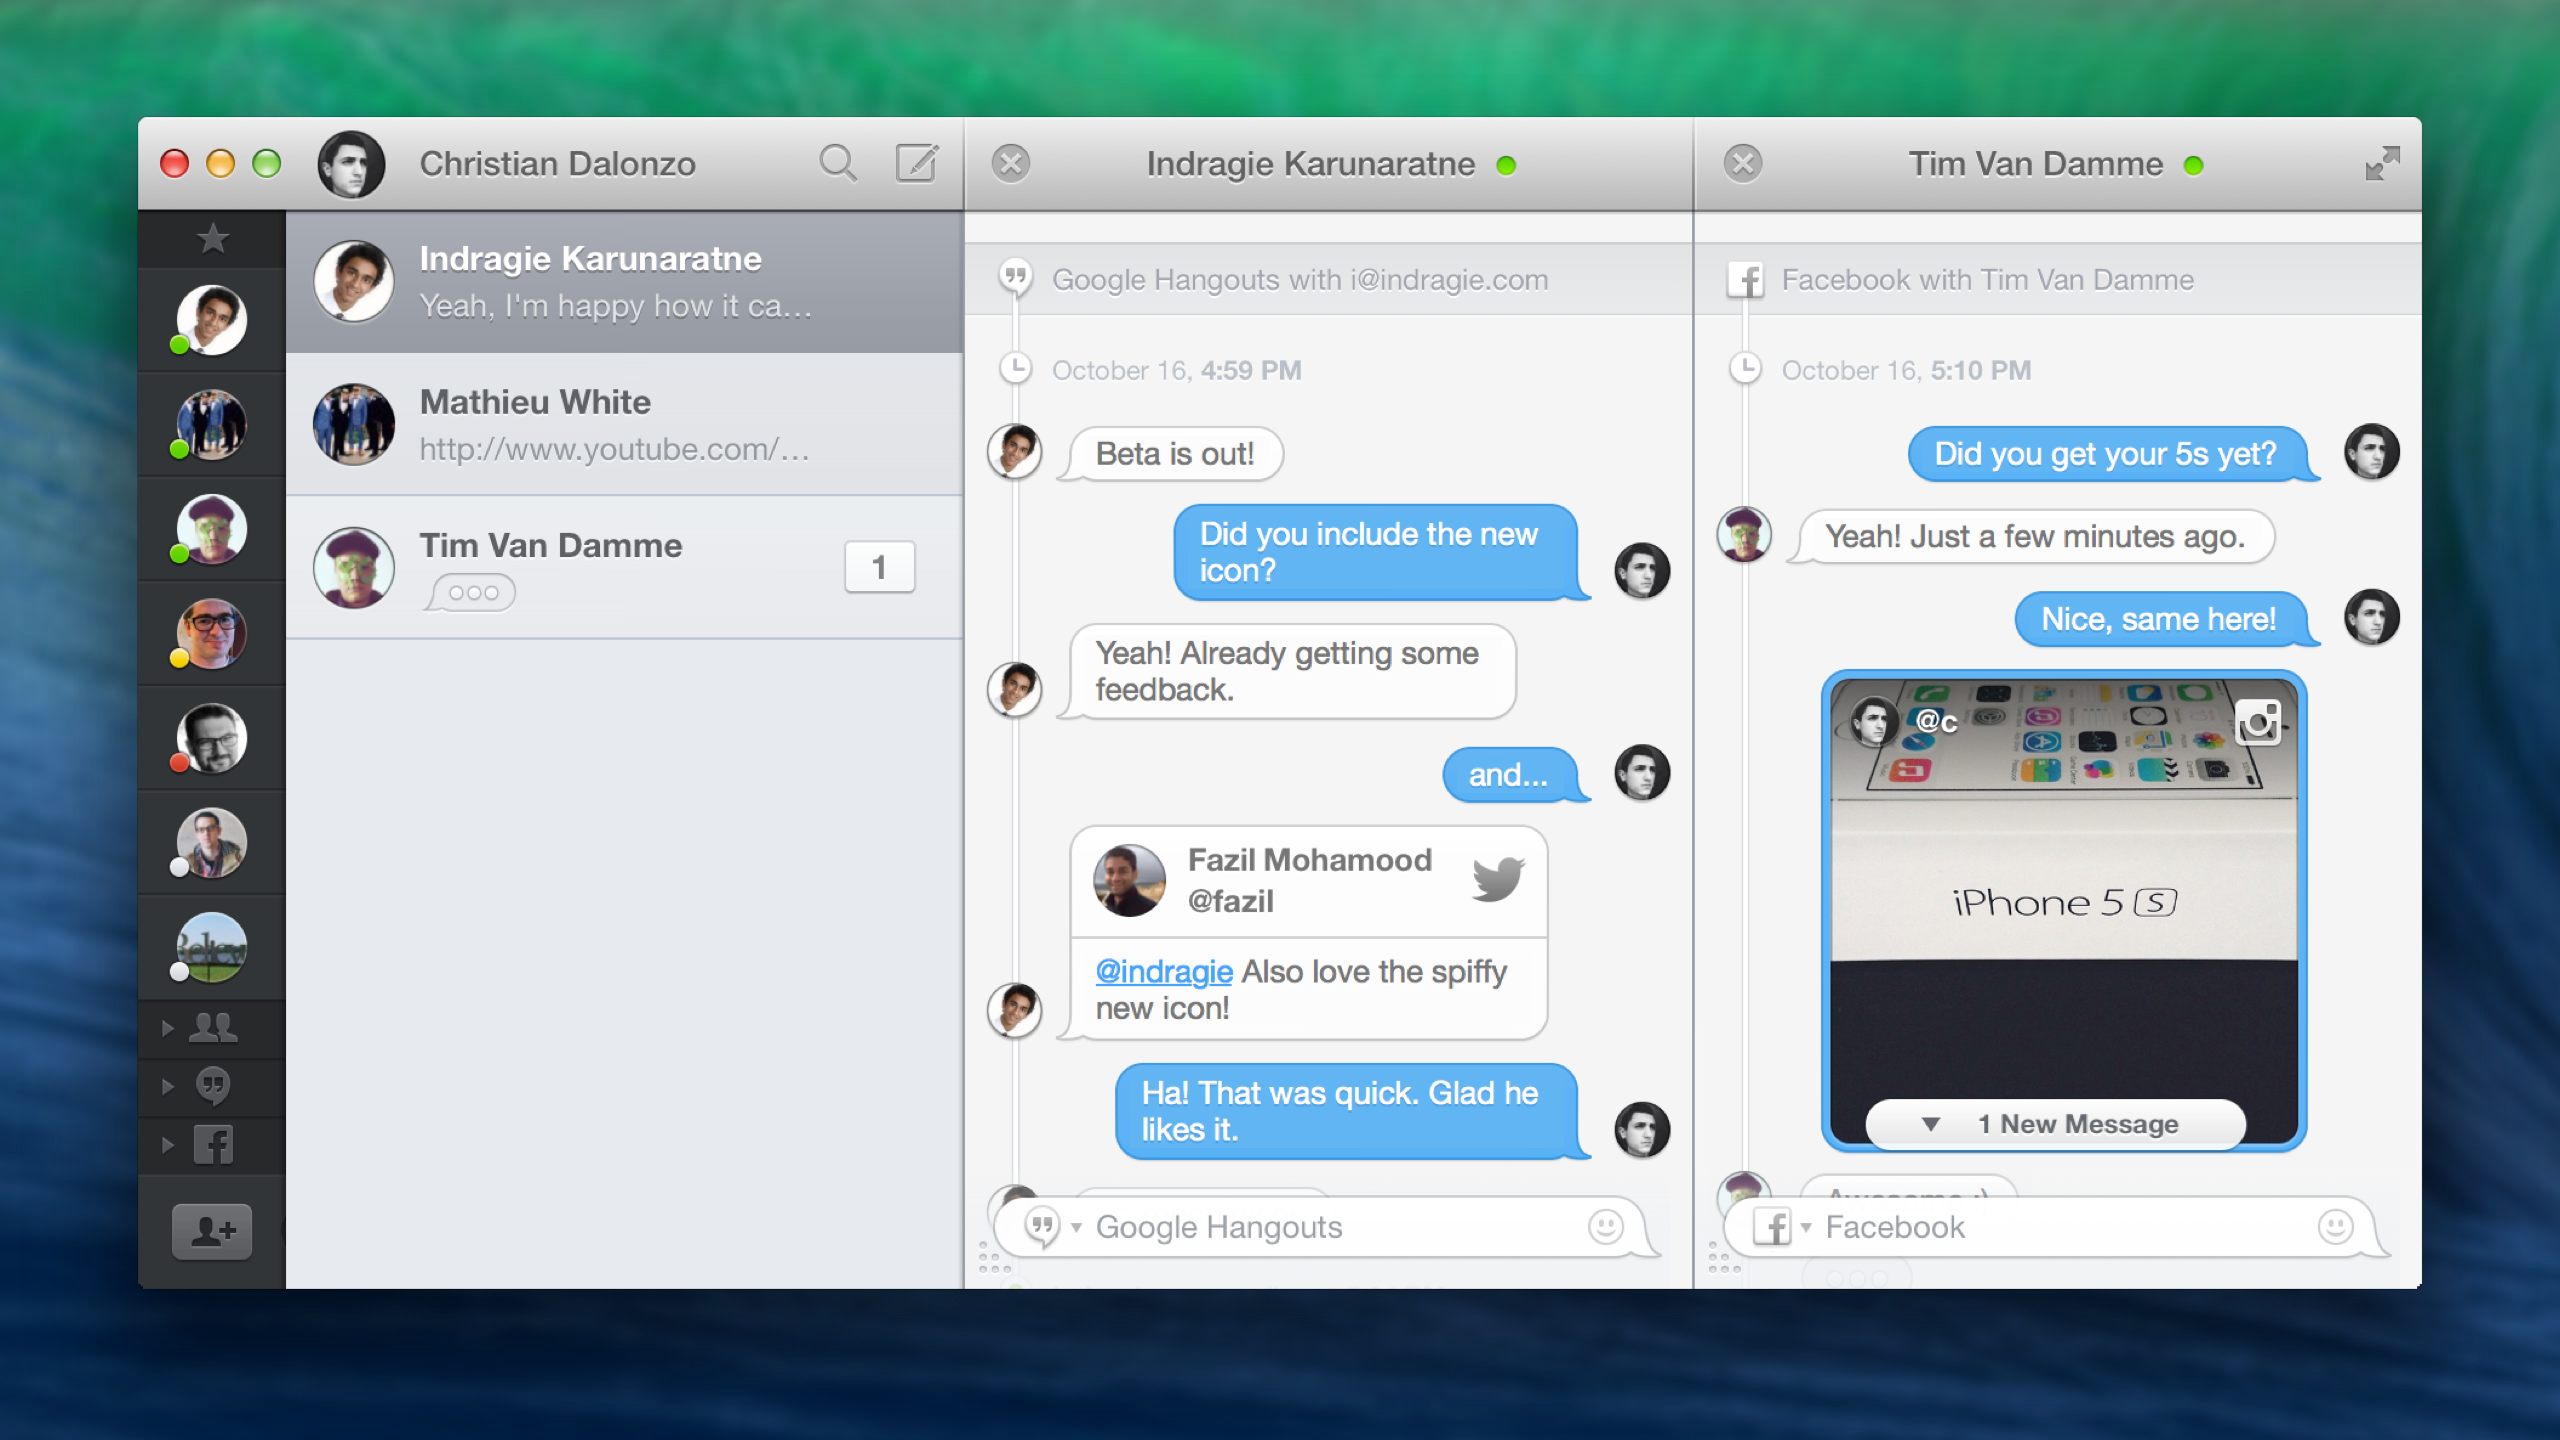 Christian Dalonzo
Indragie Karunaratne
Yeah, I'm happy how it ca...
Mathieu White
http://www.youtube.com/...
Tim Van Damme
1
Indragie Karunaratne
Google Hangouts with i@indragie.com
October 16, 4:59 PM
Beta is out!
Did you include the new
icon?
Yeah! Already getting some
feedback.
and...
Fazil Mohamood
@fazil
@indragie Also love the spiffy
new icon!
Ha! That was quick. Glad he
likes it.
Google Hangouts
Tim Van Damme
Facebook with Tim Van Damme
October 16, 5:10 PM
Did you get your 5s yet?
Yeah! Just a few minutes ago.
Nice, same here!
@c
iPhone 5 S
1 New Message
Awesome :)
Facebook